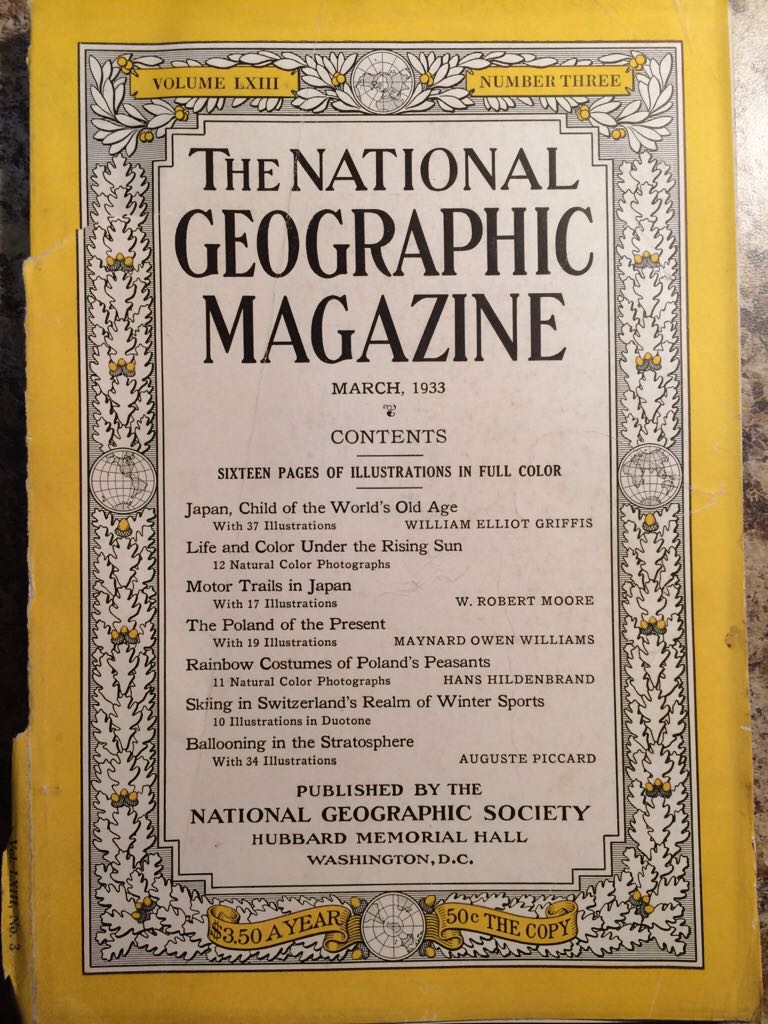 VOLUME LXIII
NUMBER THREE
THE NATIONAL
GEOGRAPHIC
MAGAZINE
MARCH, 1933
CONTENTS
SIXTEEN PAGES OF ILLUSTRATIONS IN FULL COLOR
Japan, Child of the World's Old Age
With 37 Illustrations WILLIAM ELLIOT GRIFFIS
Life and Color Under the Rising Sun
12 Natural Color Photographs
Motor Trails in Japan
With 17 Illustrations W. ROBERT MOORE
The Poland of the Present
With 19 Illustrations MAYNARD OWEN WILLIAMS
Rainbow Costumes of Poland's Peasants
11 Natural Color Photographs HANS HILDENBRAND
Skiing in Switzerland's Realm of Winter Sports
10 Illustrations in Duotone
Ballooning in the Stratosphere
With 34 Illustrations AUGUSTE PICCARD
PUBLISHED BY THE
NATIONAL GEOGRAPHIC SOCIETY
HUBBARD MEMORIAL HALL
WASHINGTON, D.C.
$3.50 A YEAR
50c THE COPY
No. 3